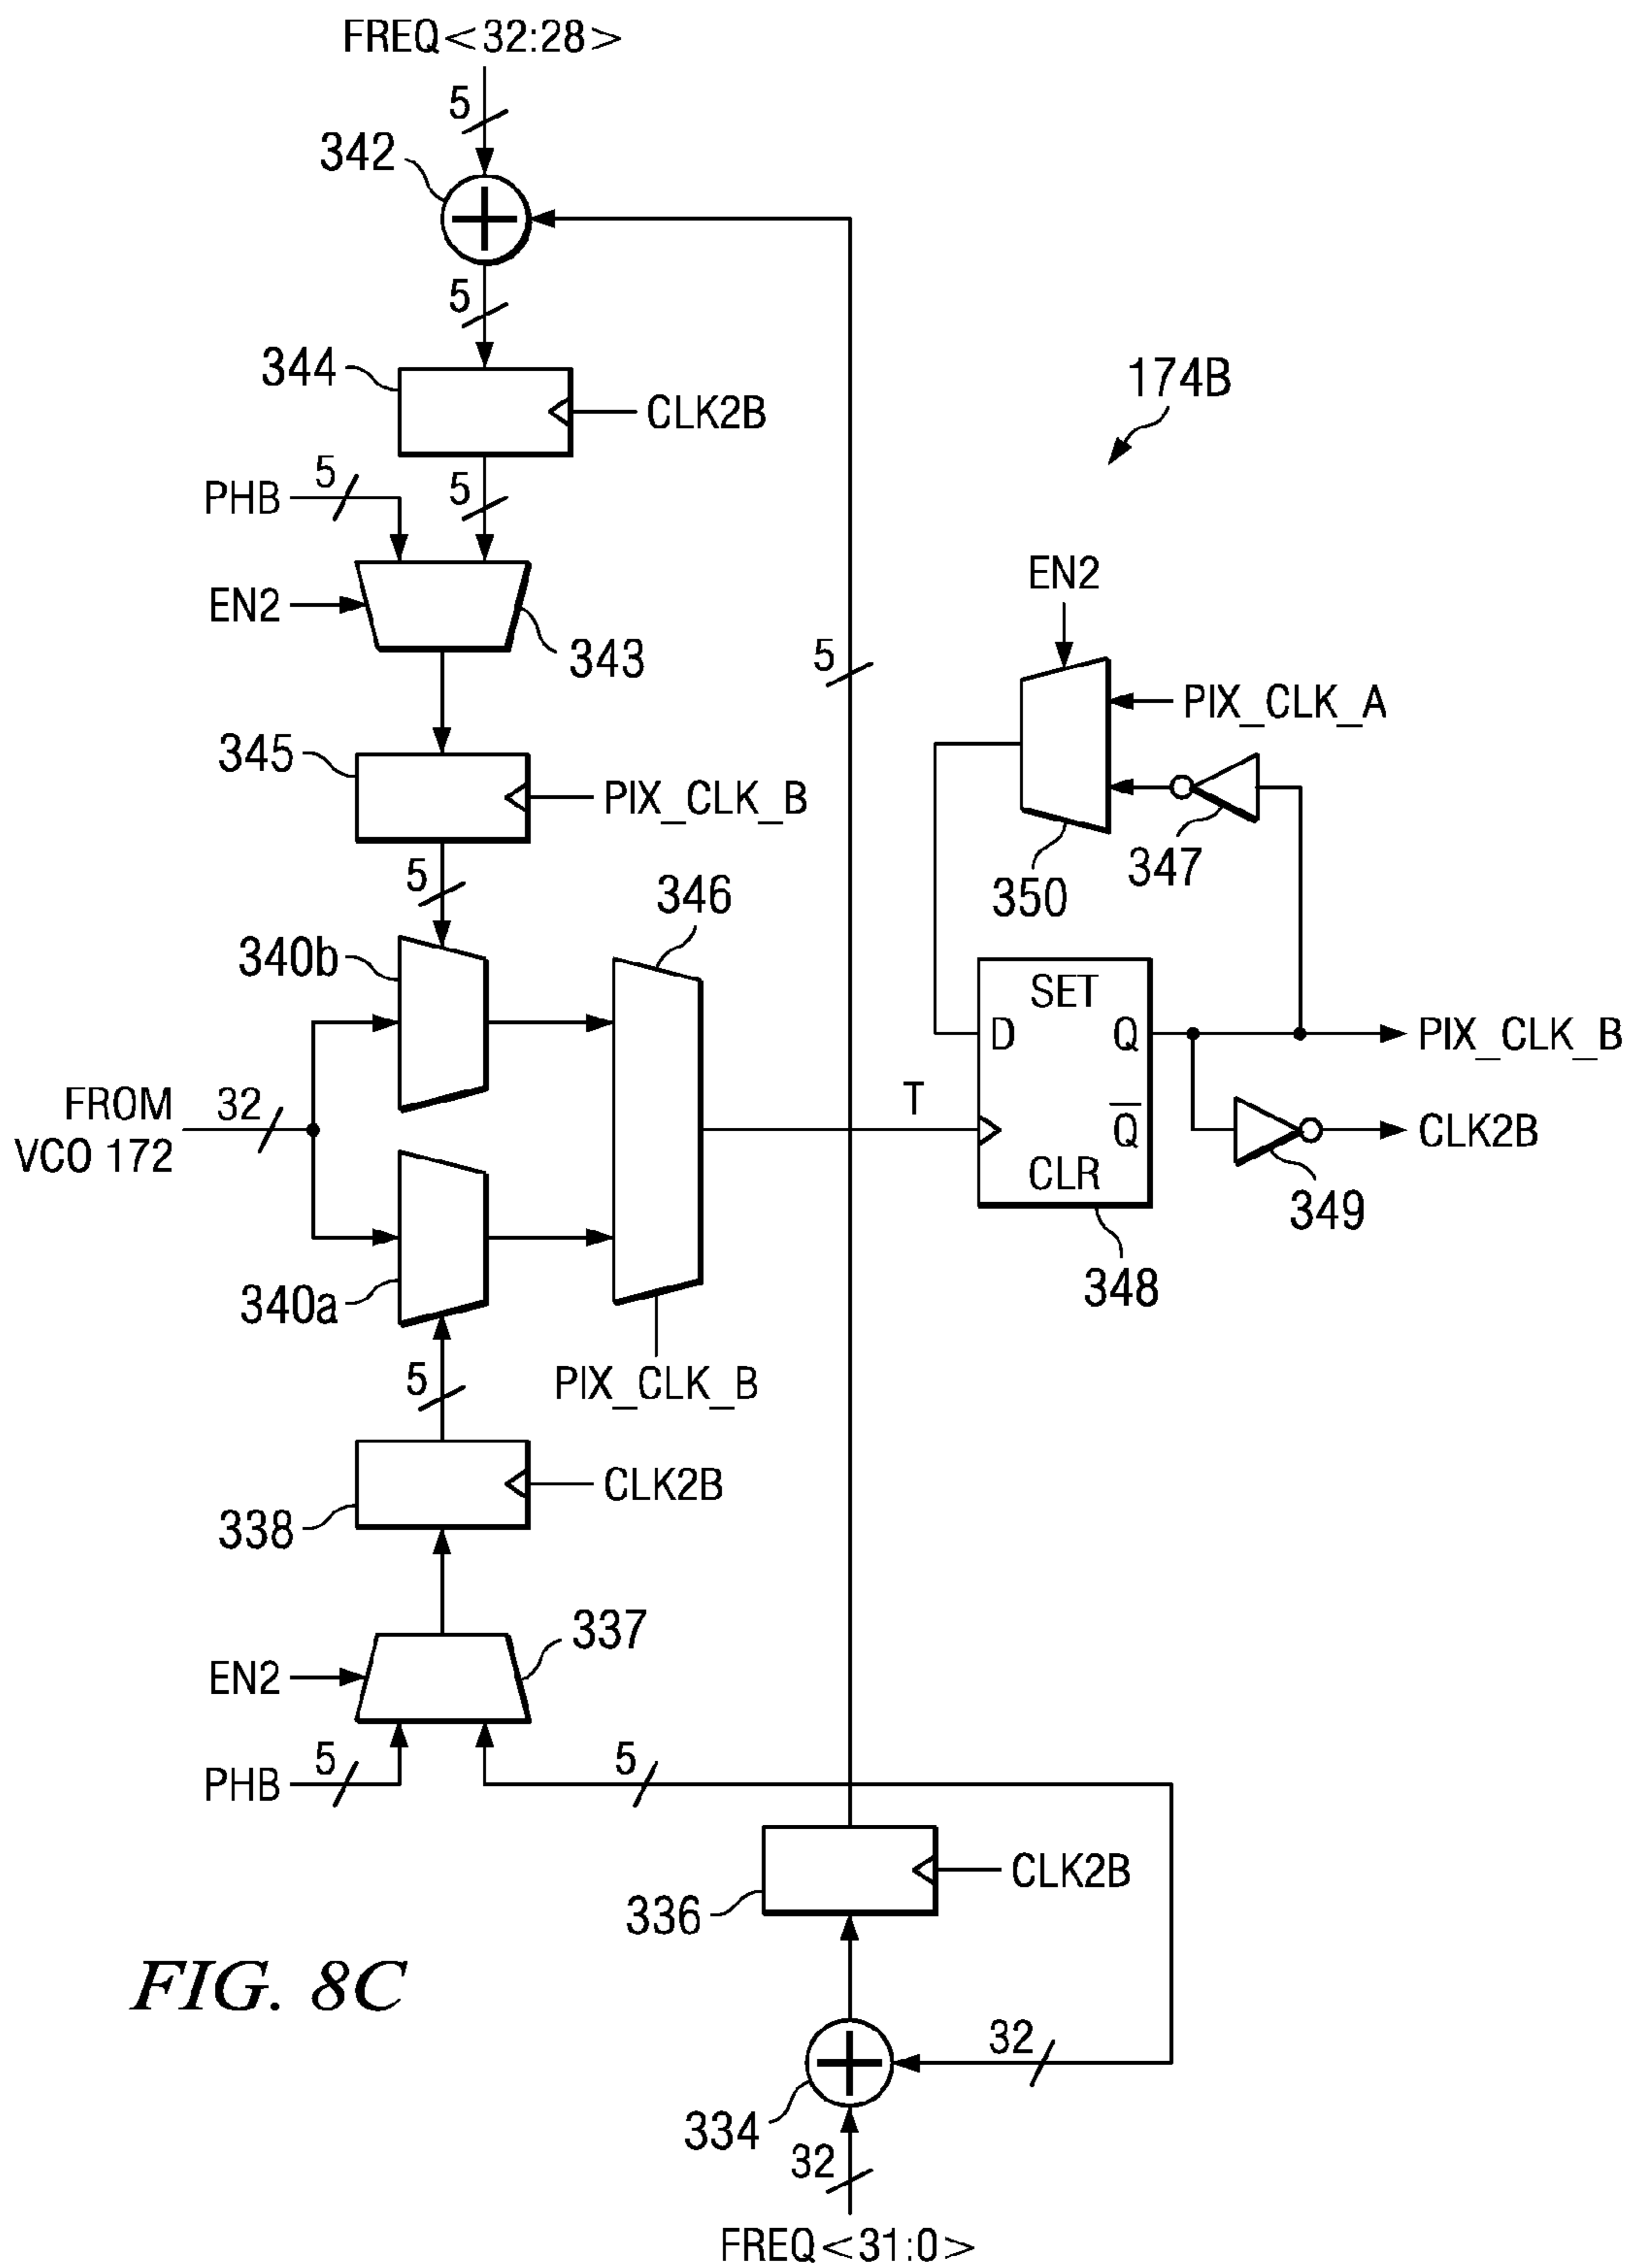 FREQ<32:28>
5
342
5
344
CLK2B
174B
PHB
5
5
EN2
EN2
343
5
PIX_CLK_A
345
PIX_CLK_B
347
350
5
346
340b
SET
D
Q
PIX_CLK_B
FROM
VCO 172
32
T
Q
CLK2B
CLR
349
340a
348
5
PIX_CLK_B
CLK2B
338
337
EN2
PHB
5
5
CLK2B
336
FIG. 8C
32
334
32
FREQ<31:0>